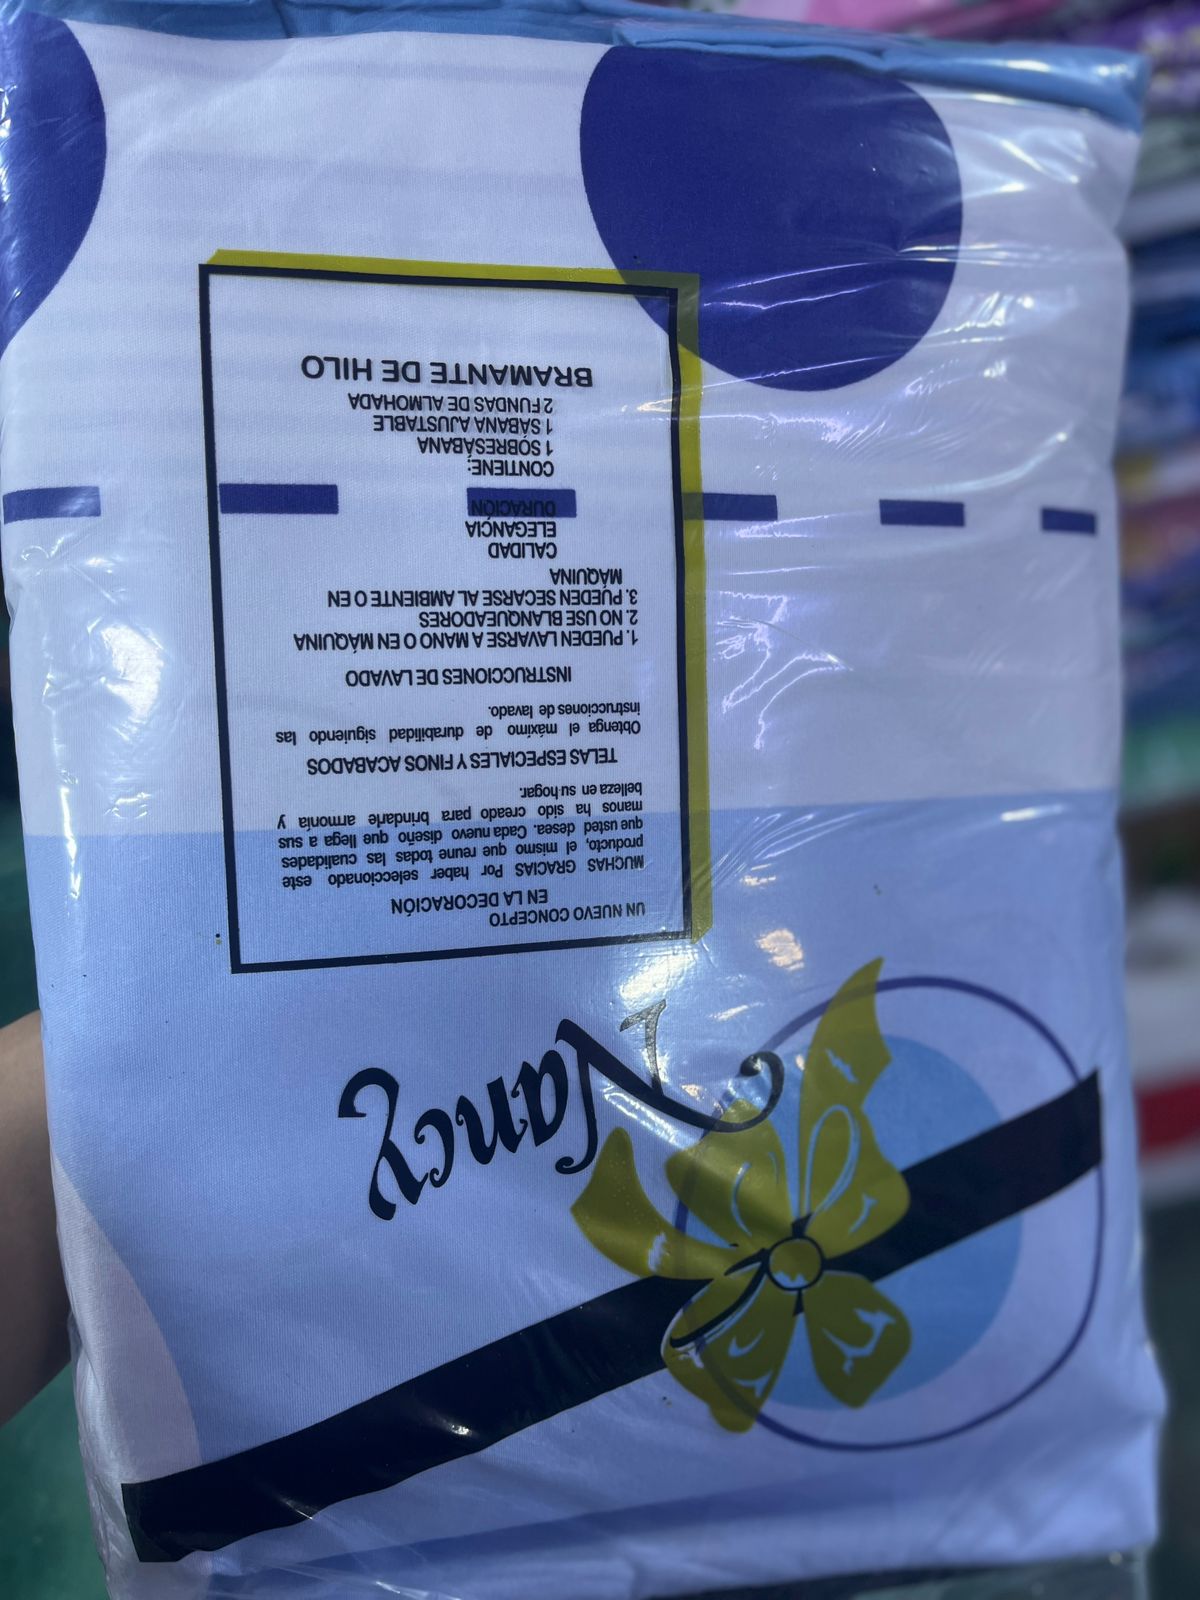 Nancy
UN NUEVO CONCEPTO
EN LA DECORACIÓN
MUCHAS GRACIAS Por haber seleccionado este
producto, el mismo que reune todas las cualidades
que usted desea. Cada nuevo diseño que llega a sus
manos ha sido creado para brindarle armonía y
belleza en su hogar.
TELAS ESPECIALES Y FINOS ACABADOS
Obtenga el máximo de durabilidad siguiendo las
instrucciones de lavado.
INSTRUCCIONES DE LAVADO
1. PUEDEN LAVARSE A MANO O EN MÁQUINA
2. NO USE BLANQUEADORES
3. PUEDEN SECARSE AL AMBIENTE O EN
MÁQUINA
CALIDAD
ELEGANCIA
DURACIÓN
CONTIENE:
1 SÓBRESÁBANA
1 SÁBANA AJUSTABLE
2 FUNDAS DE ALMOHADA
BRAMANTE DE HILO